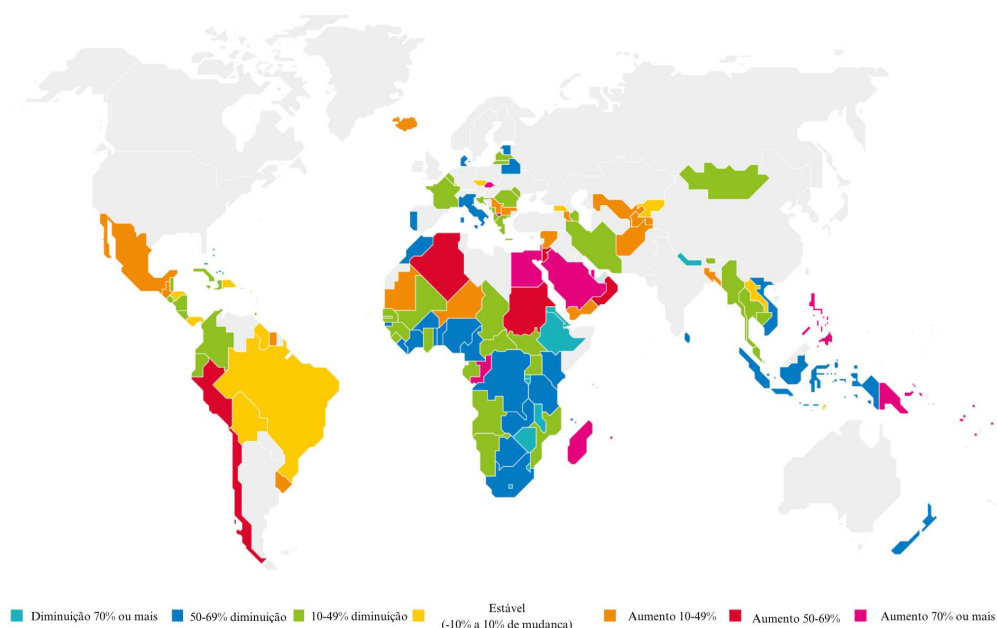 Diminuição 70% ou mais
50-69% diminuição
10-49% diminuição
Estável
(-10% a 10% de mudança)
Aumento 10-49%
Aumento 50-69%
Aumento 70% ou mais